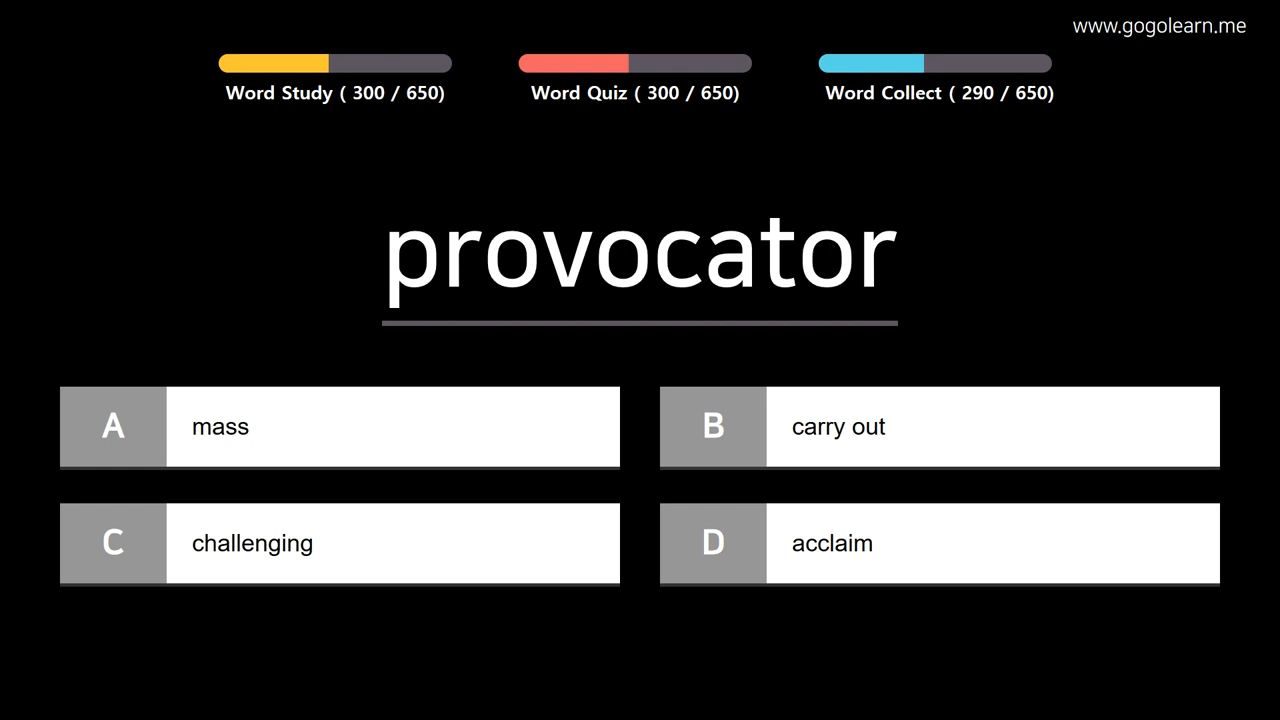 www.gogolearn.me
Word Study ( 300 / 650)
Word Quiz ( 300 / 650)
Word Collect ( 290 / 650)
provocator
A mass
B carry out
C challenging
D acclaim